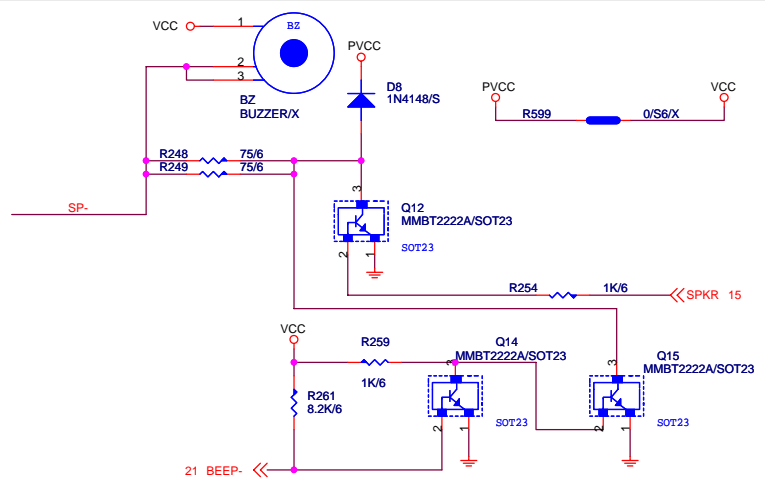 BZ
VCC 1
PVCC
2
3
D8
1N4148/S
PVCC
VCC
BZ
BUZZER/X
R599 0/S6/X
R248 75/6
R249 75/6
3
SP-
Q12
MMBT2222A/SOT23
SOT23
2 1
R254 1K/6 SPKR 15
VCC
R259
Q14
MMBT2222A/SOT23
3
Q15
MMBT2222A/SOT23
3
1K/6
R261
8.2K/6
SOT23
SOT23
2 1
2 1
21 BEEP-